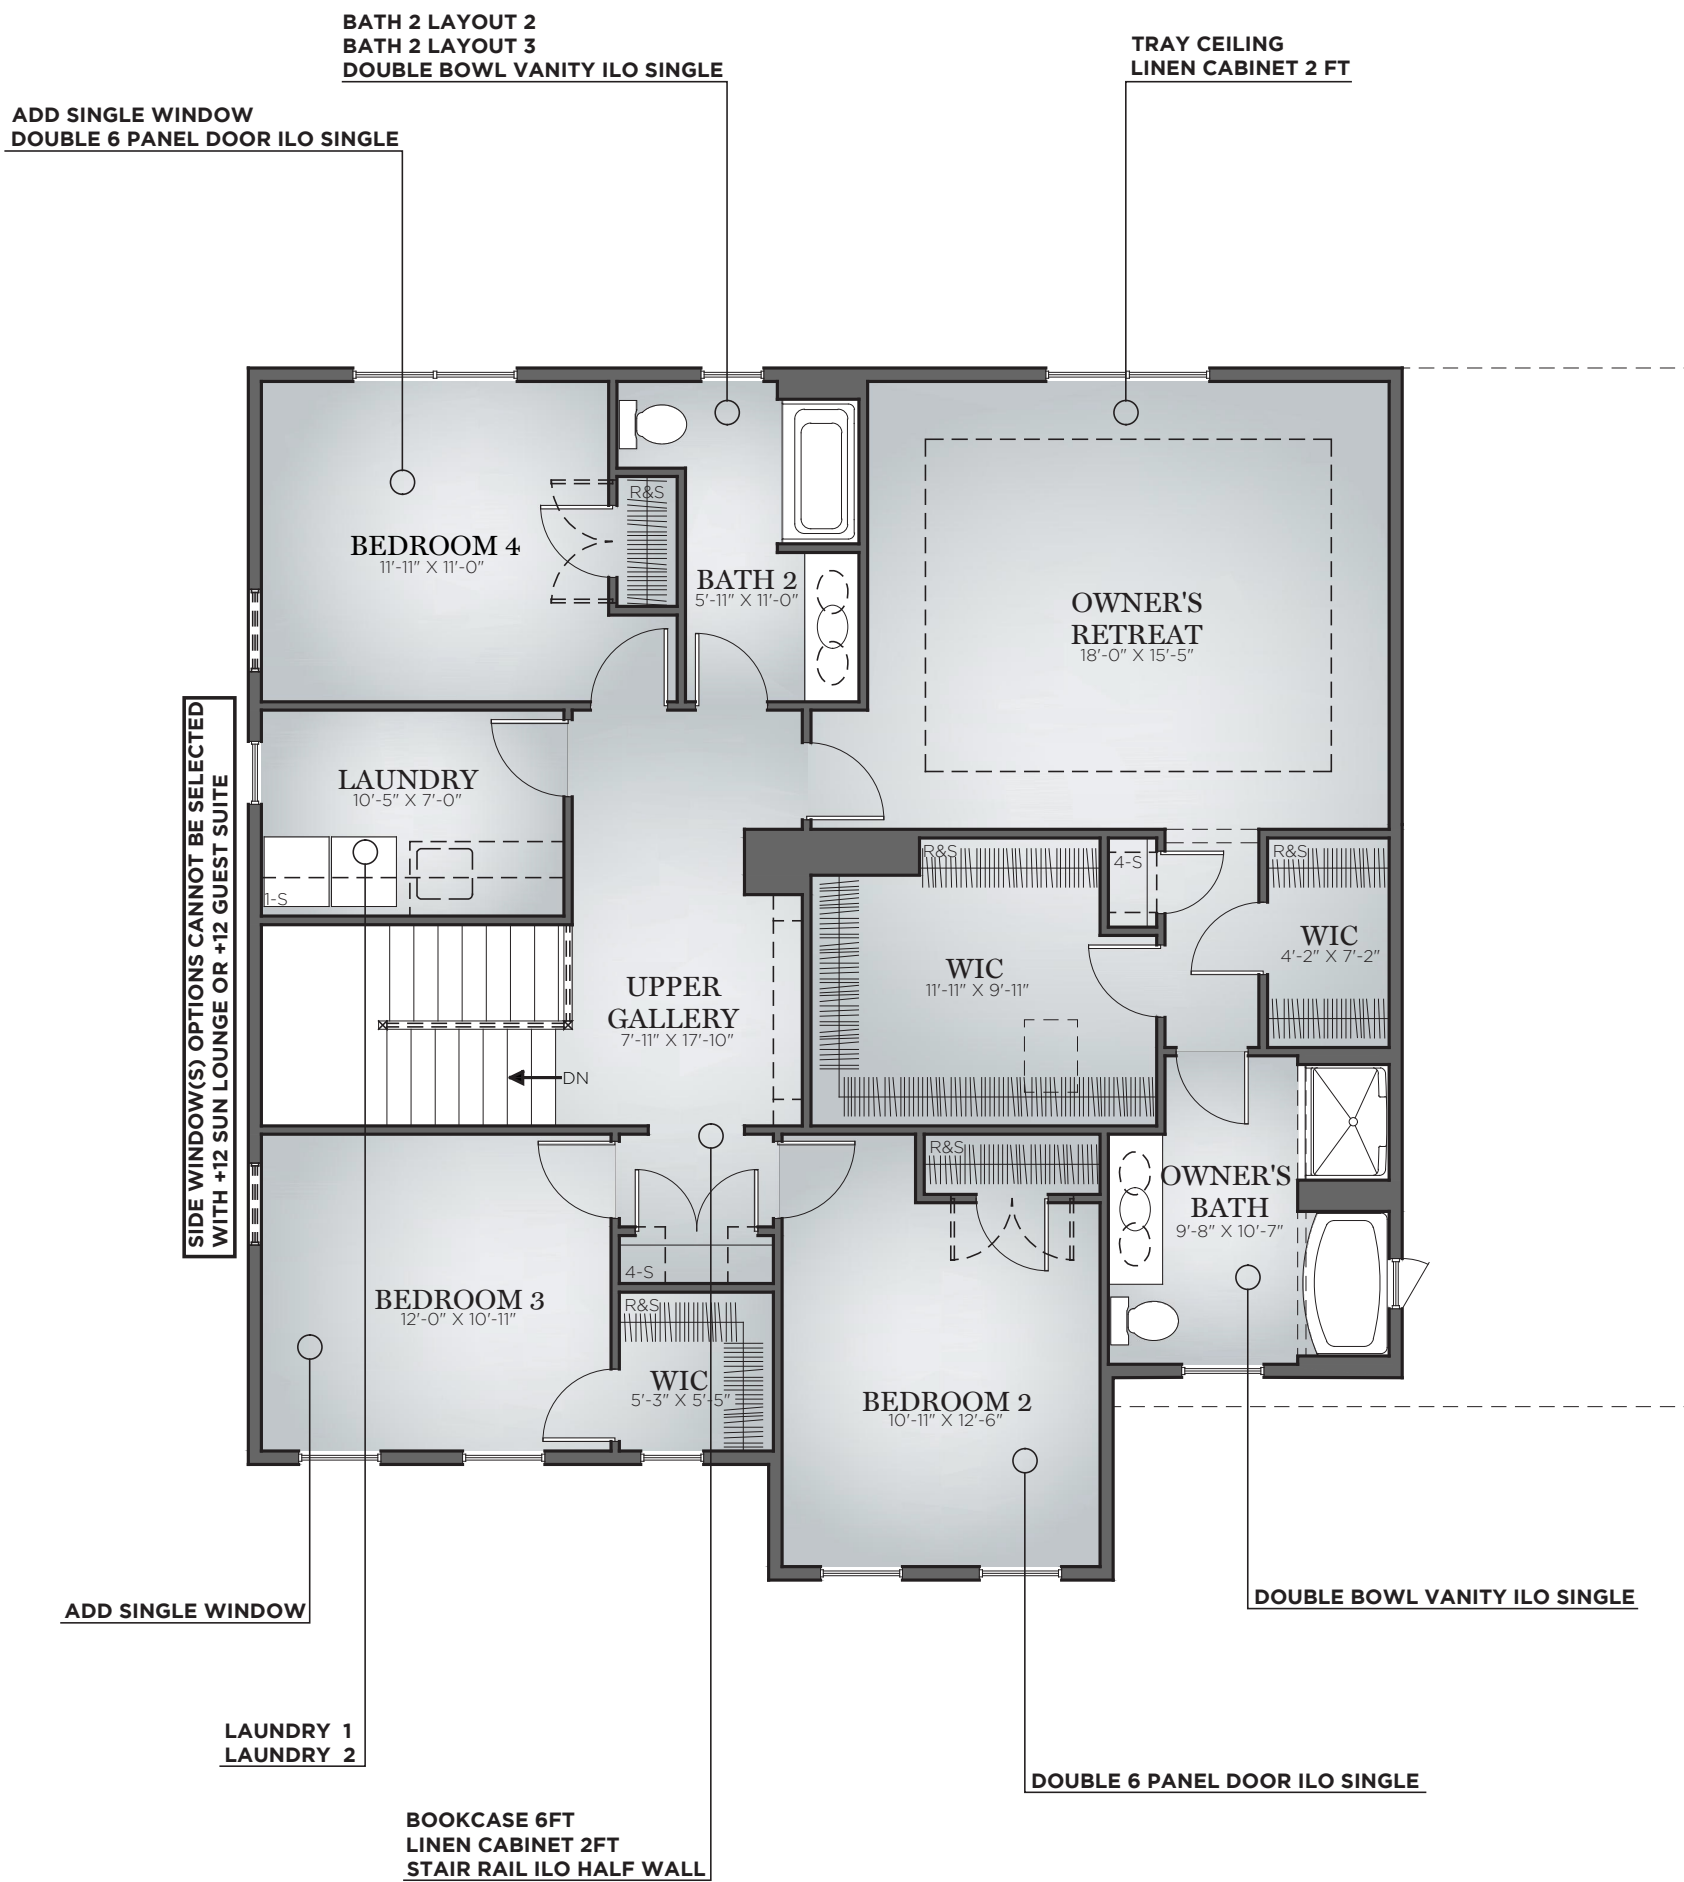 BATH 2 LAYOUT 2
BATH 2 LAYOUT 3
DOUBLE BOWL VANITY ILO SINGLE
TRAY CEILING
LINEN CABINET 2 FT
ADD SINGLE WINDOW
DOUBLE 6 PANEL DOOR ILO SINGLE
R&S
BEDROOM 4
11'-11" X 11'-0"
BATH 2
5'-11" X 11'-0"
OWNER'S
RETREAT
18'-0" X 15'-5"
SIDE WINDOW(S) OPTIONS CANNOT BE SELECTED
WITH +12 SUN LOUNGE OR +12 GUEST SUITE
LAUNDRY
10'-5" X 7'-0"
1-S
R&S
4-S
R&S
WIC
4'-2" X 7'-2"
WIC
11'-11" X 9'-11"
UPPER
GALLERY
7'-11" X 17'-10"
DN
R&S
OWNER'S
BATH
9'-8" X 10'-7"
4-S
BEDROOM 3
12'-0" X 10'-11"
R&S
WIC
5'-3" X 5'-5"
BEDROOM 2
10'-11" X 12'-6"
ADD SINGLE WINDOW
DOUBLE BOWL VANITY ILO SINGLE
LAUNDRY 1
LAUNDRY 2
DOUBLE 6 PANEL DOOR ILO SINGLE
BOOKCASE 6FT
LINEN CABINET 2FT
STAIR RAIL ILO HALF WALL